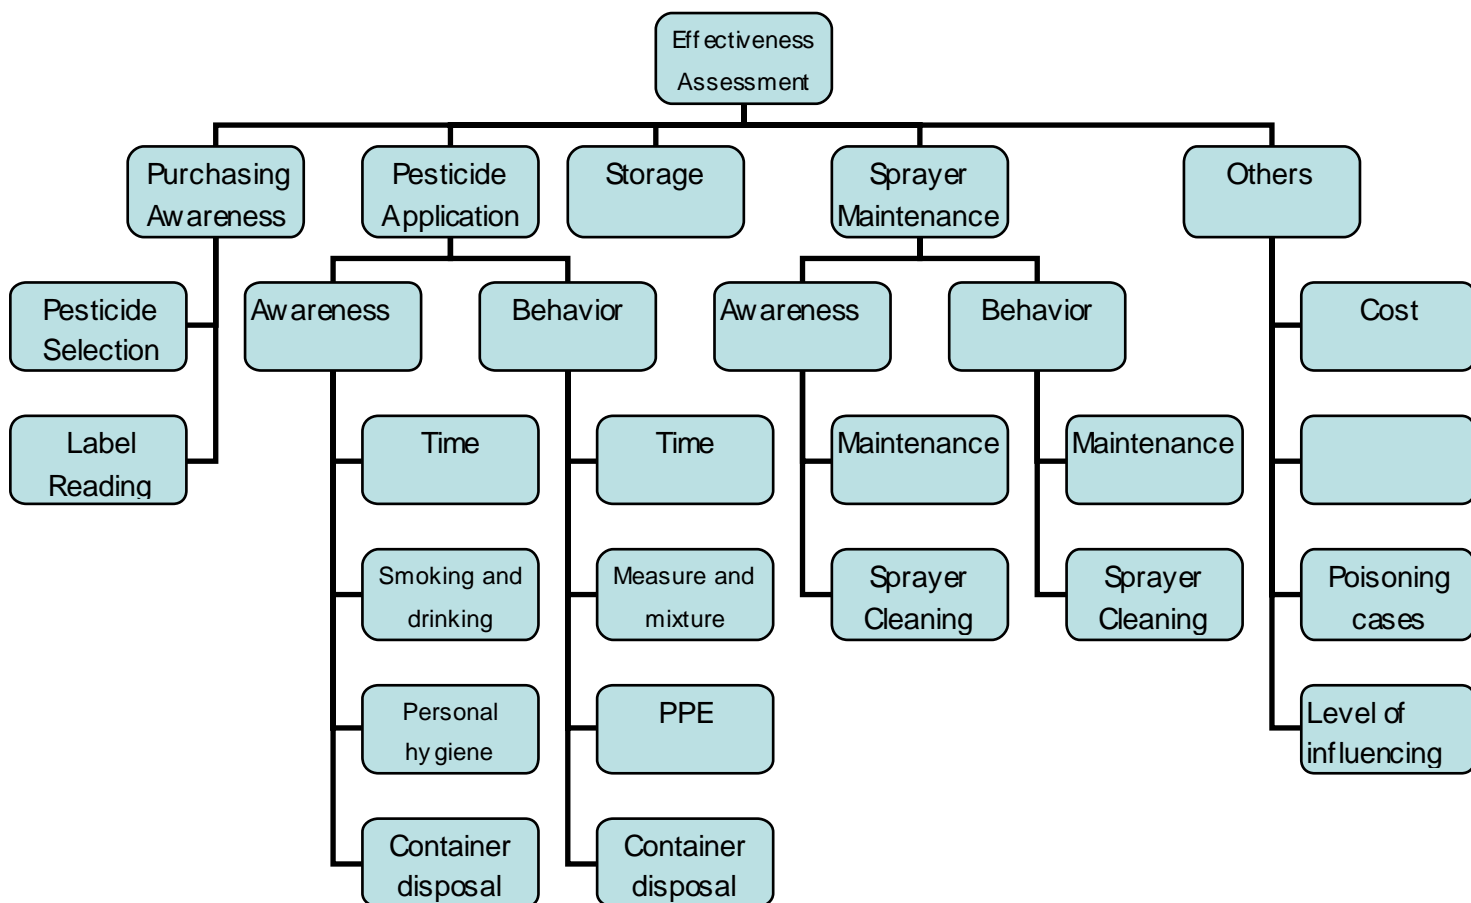 Effectiveness
Assessment
Purchasing
Awareness
Pesticide
Application
Storage
Sprayer
Maintenance
Others
Pesticide
Selection
Awareness
Behavior
Awareness
Behavior
Cost
Label
Reading
Time
Time
Maintenance
Maintenance
Smoking and
drinking
Measure and
mixture
Sprayer
Cleaning
Sprayer
Cleaning
Poisoning
cases
Personal
hygiene
PPE
Level of
influencing
Container
disposal
Container
disposal